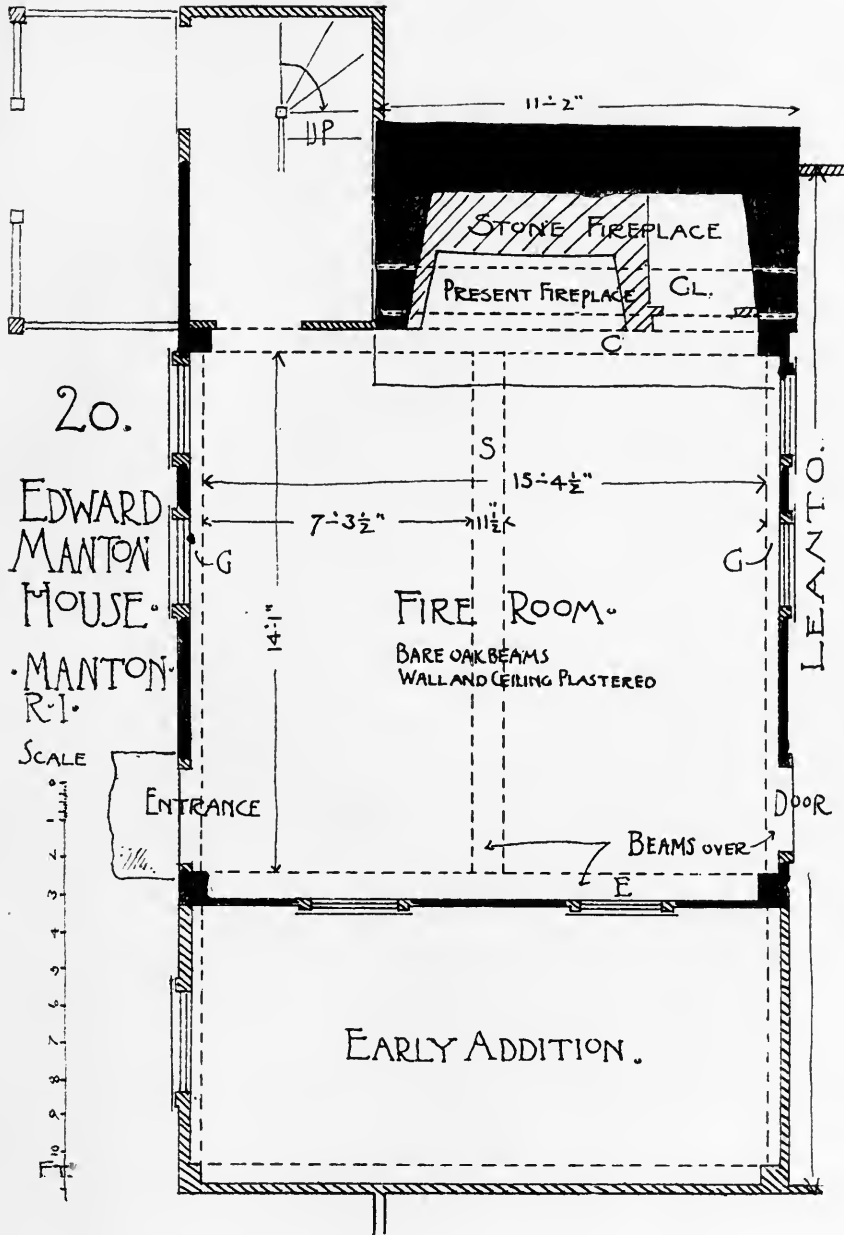 11'-2"
UP
STONE FIREPLACE
PRESENT FIREPLACE
CL.
C
20.
EDWARD
MANTON
HOUSE.
·MANTON·
R·I·
SCALE
0
1
2
3
4
5
6
7
8
9
10
FT.
S
15'-4½"
7'-3½"
11½"
G
G
14'-1"
FIRE ROOM.
BARE OAK BEAMS
WALL AND CEILING PLASTERED
LEANTO.
ENTRANCE
DOOR
BEAMS OVER
E
EARLY ADDITION.